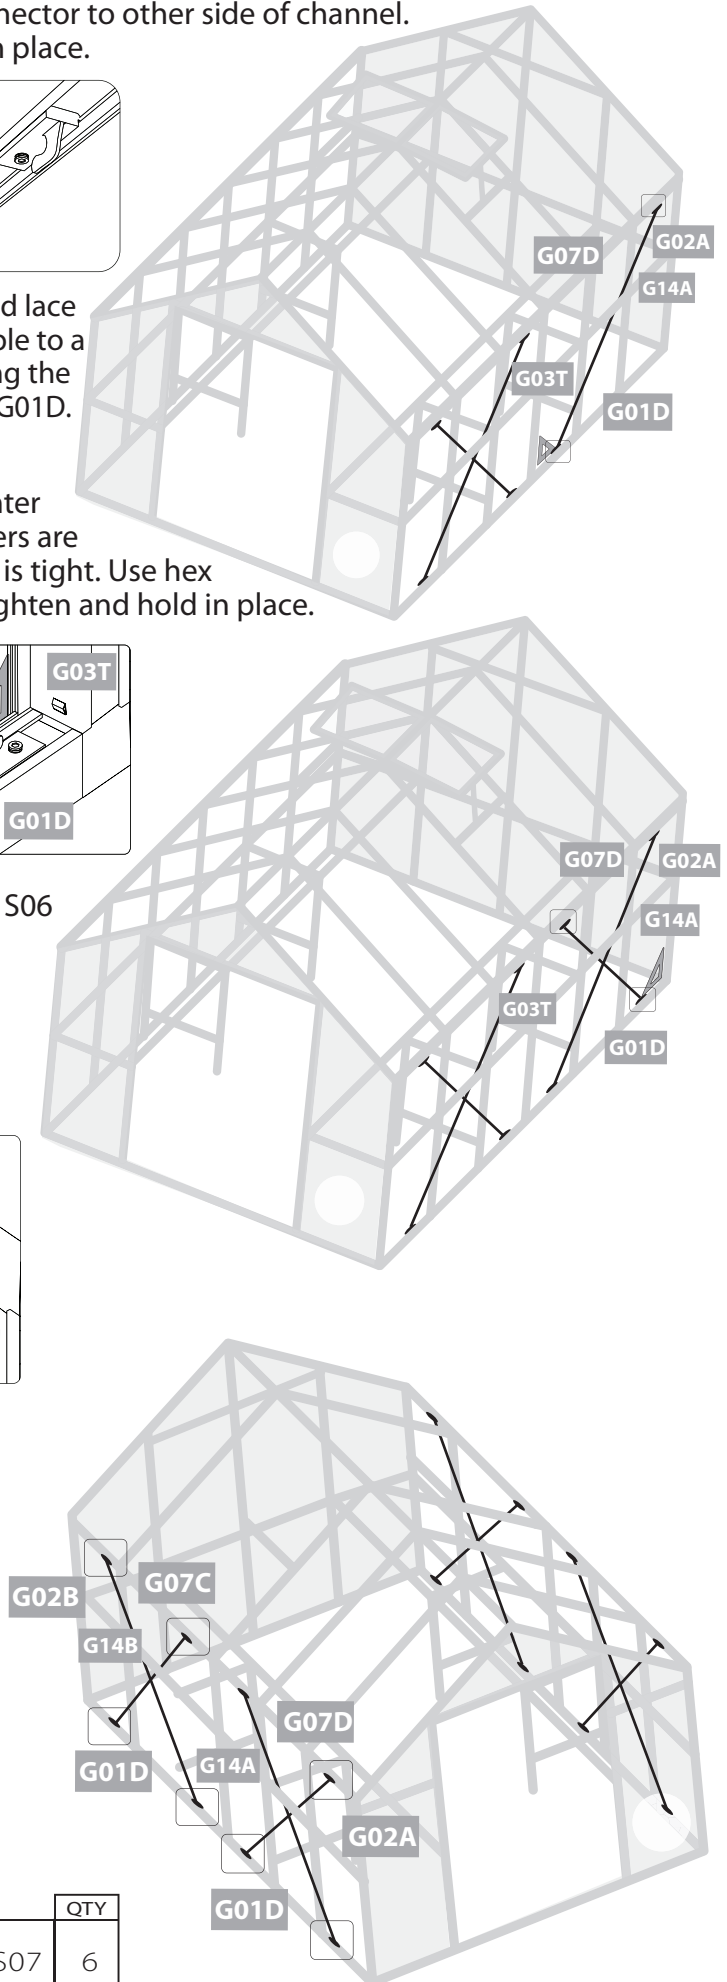 nector to other side of channel.
n place.
G07D
G02A
G14A
d lace
ble to a
ng the
G01D.
G03T
G01D
nter
ers are
is tight. Use hex
ghten and hold in place.
G03T
G01D
G07D
G02A
S06
G14A
G03T
G01D
G02B
G07C
G14B
G07D
G01D
G14A
G02A
G01D
QTY
S07 6